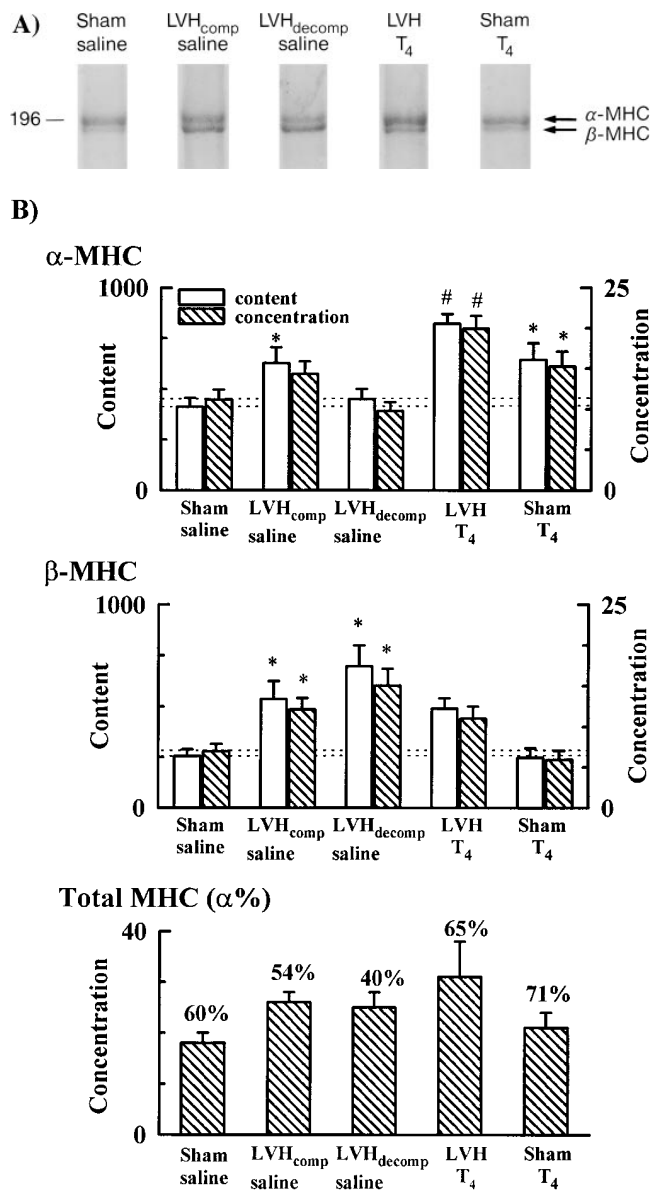 A)
Sham LVHcomp LVHdecomp LVH Sham
saline saline saline T4 T4
196
α-MHC
β-MHC
B)
α-MHC
1000 25
content
concentration
* # # * *
Content
Concentration
0 0
Sham LVHcomp LVHdecomp LVH Sham
saline saline saline T4 T4
β-MHC
1000 25
* * * *
Content
Concentration
0 0
Sham LVHcomp LVHdecomp LVH Sham
saline saline saline T4 T4
Total MHC (α%)
40
60% 54% 40% 65% 71%
Concentration
0
Sham LVHcomp LVHdecomp LVH Sham
saline saline saline T4 T4